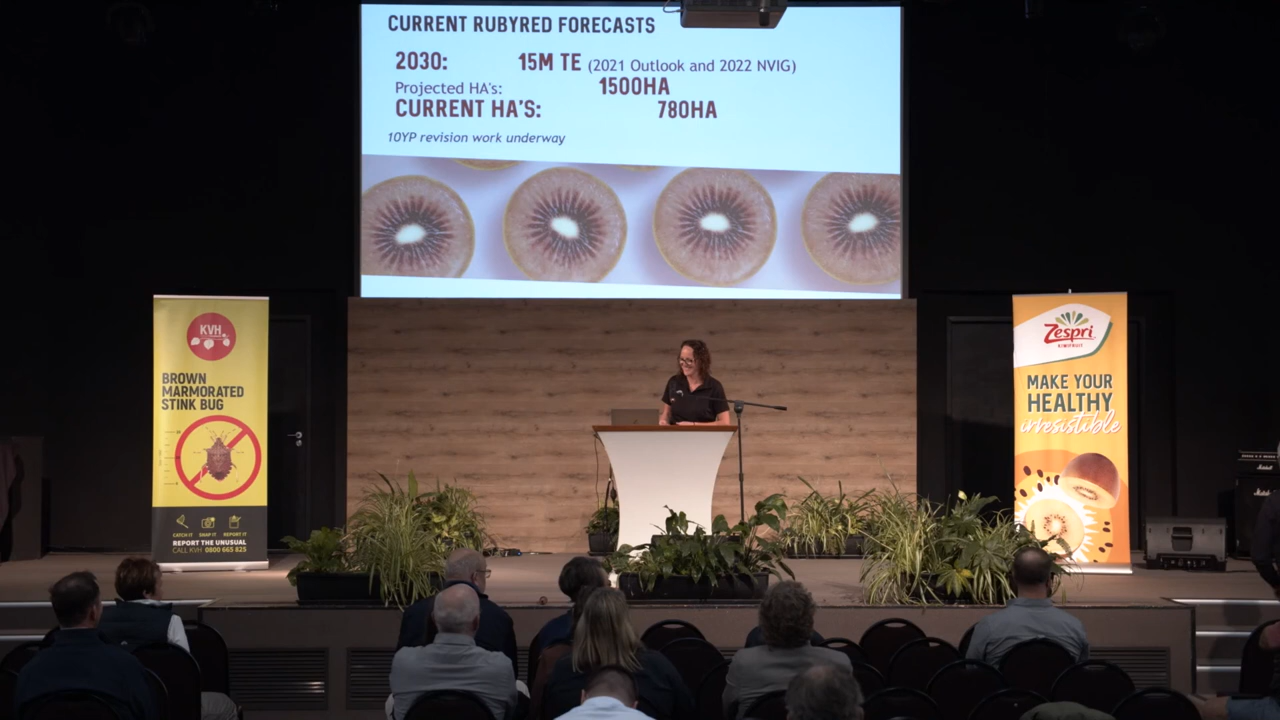 CURRENT RUBYRED FORECASTS
2030: 15M TE (2021 Outlook and 2022 NVIG)
Projected HA's: 1500HA
CURRENT HA'S: 780HA
10YP revision work underway
KVH
BROWN
MARMORATED
STINK BUG
CATCH IT SNAP IT REPORT IT
REPORT THE UNUSUAL
CALL KVH 0800 665 825
Zespri
KIWIFRUIT
MAKE YOUR
HEALTHY
irresistible
Marshall
Marshall